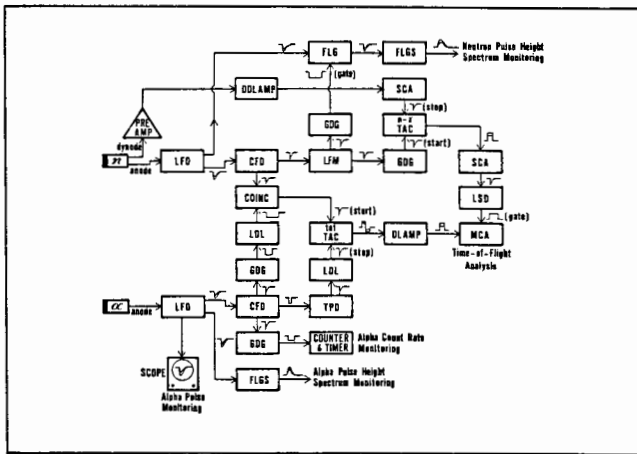 FLG
FLGS
Neutron Pulse Height
Spectrum Monitoring
(gate)
DDLAMP
SCA
PRE
AMP
(stop)
dynode
GDG
n-γ
TAC
n
anode
LFO
CFD
LFM
(start)
GDG
SCA
COINC
LSD
(start)
(gate)
LDL
tof
TAC
DLAMP
MCA
(stop)
Time-of-Flight
Analysis
GDG
LDL
α
anode
LFO
CFD
TPO
GDG
COUNTER
& TIMER
Alpha Count Rate
Monitoring
SCOPE
Alpha Pulse
Monitoring
FLGS
Alpha Pulse Height
Spectrum Monitoring